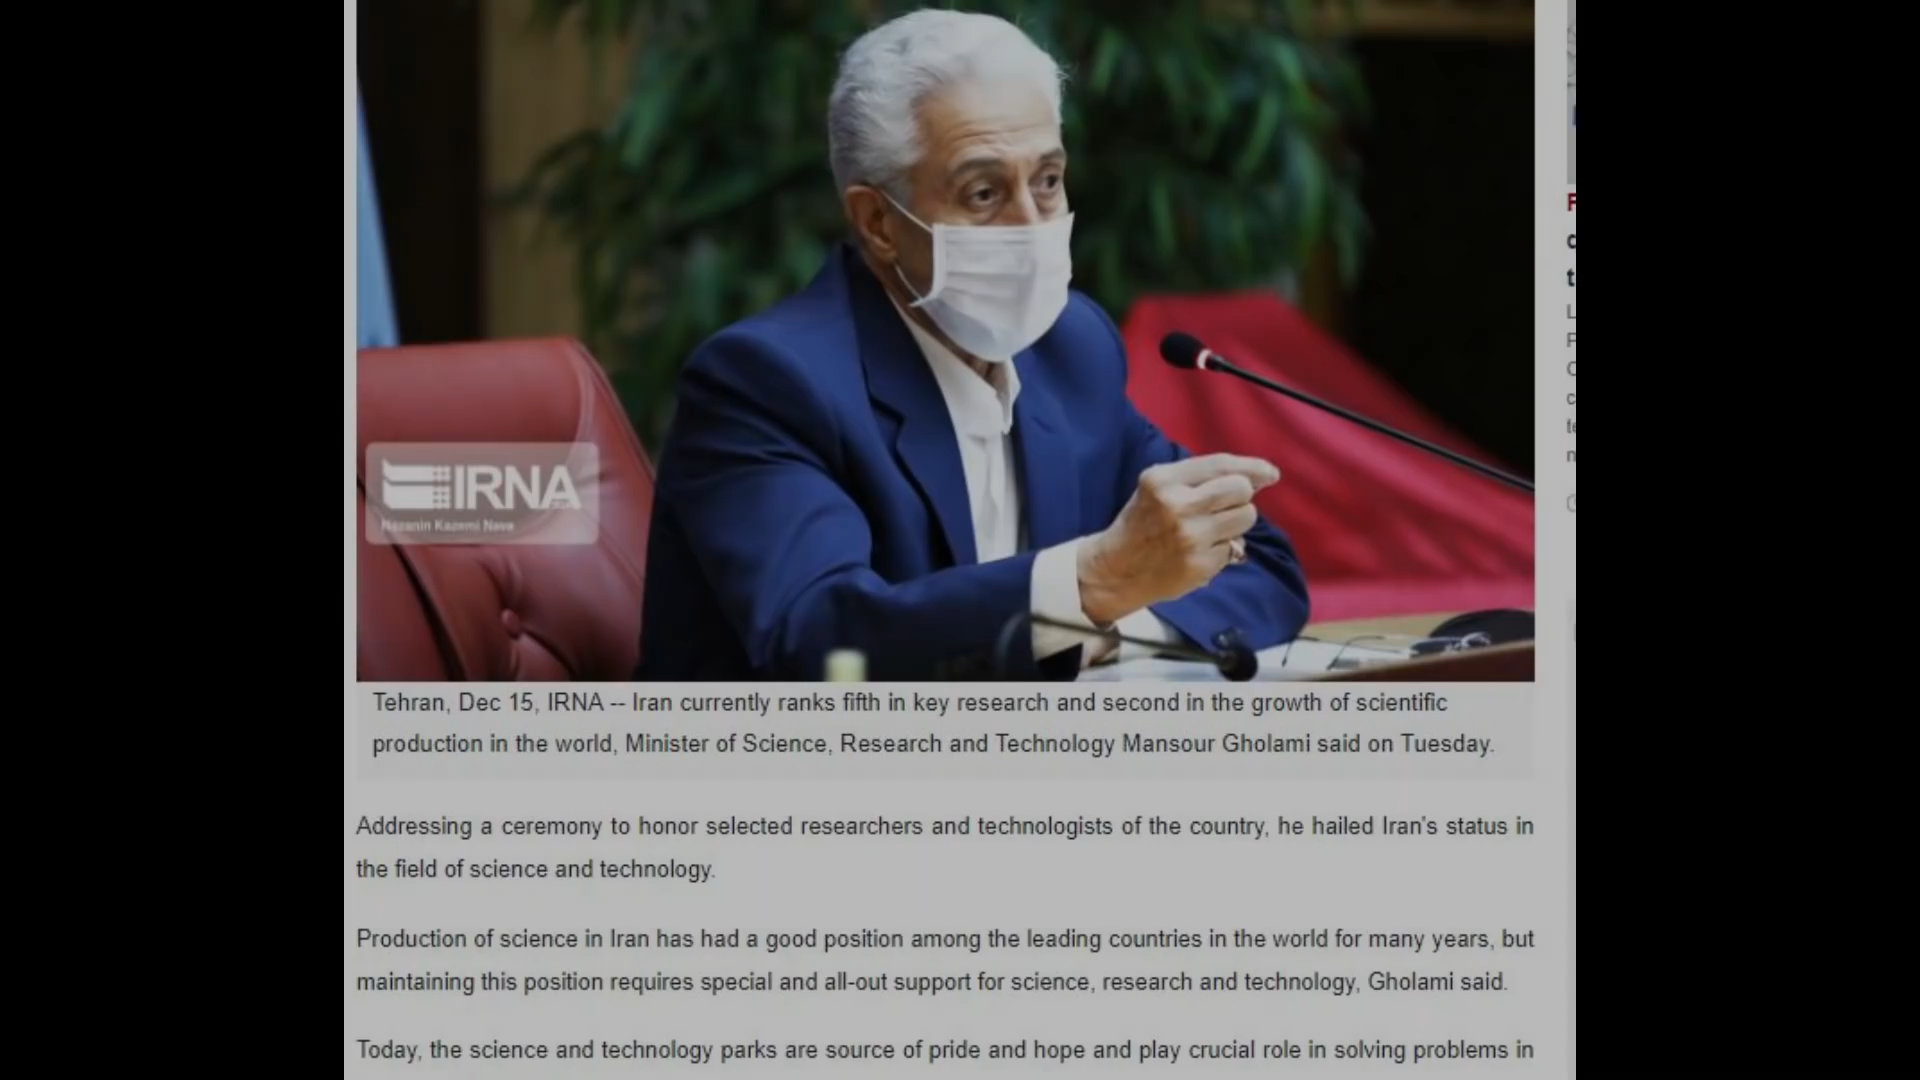 IRNA
Nazanin Kazemi Nava
Tehran, Dec 15, IRNA -- Iran currently ranks fifth in key research and second in the growth of scientific
production in the world, Minister of Science, Research and Technology Mansour Gholami said on Tuesday.
Addressing a ceremony to honor selected researchers and technologists of the country, he hailed Iran's status in
the field of science and technology.
Production of science in Iran has had a good position among the leading countries in the world for many years, but
maintaining this position requires special and all-out support for science, research and technology, Gholami said.
Today, the science and technology parks are source of pride and hope and play crucial role in solving problems in